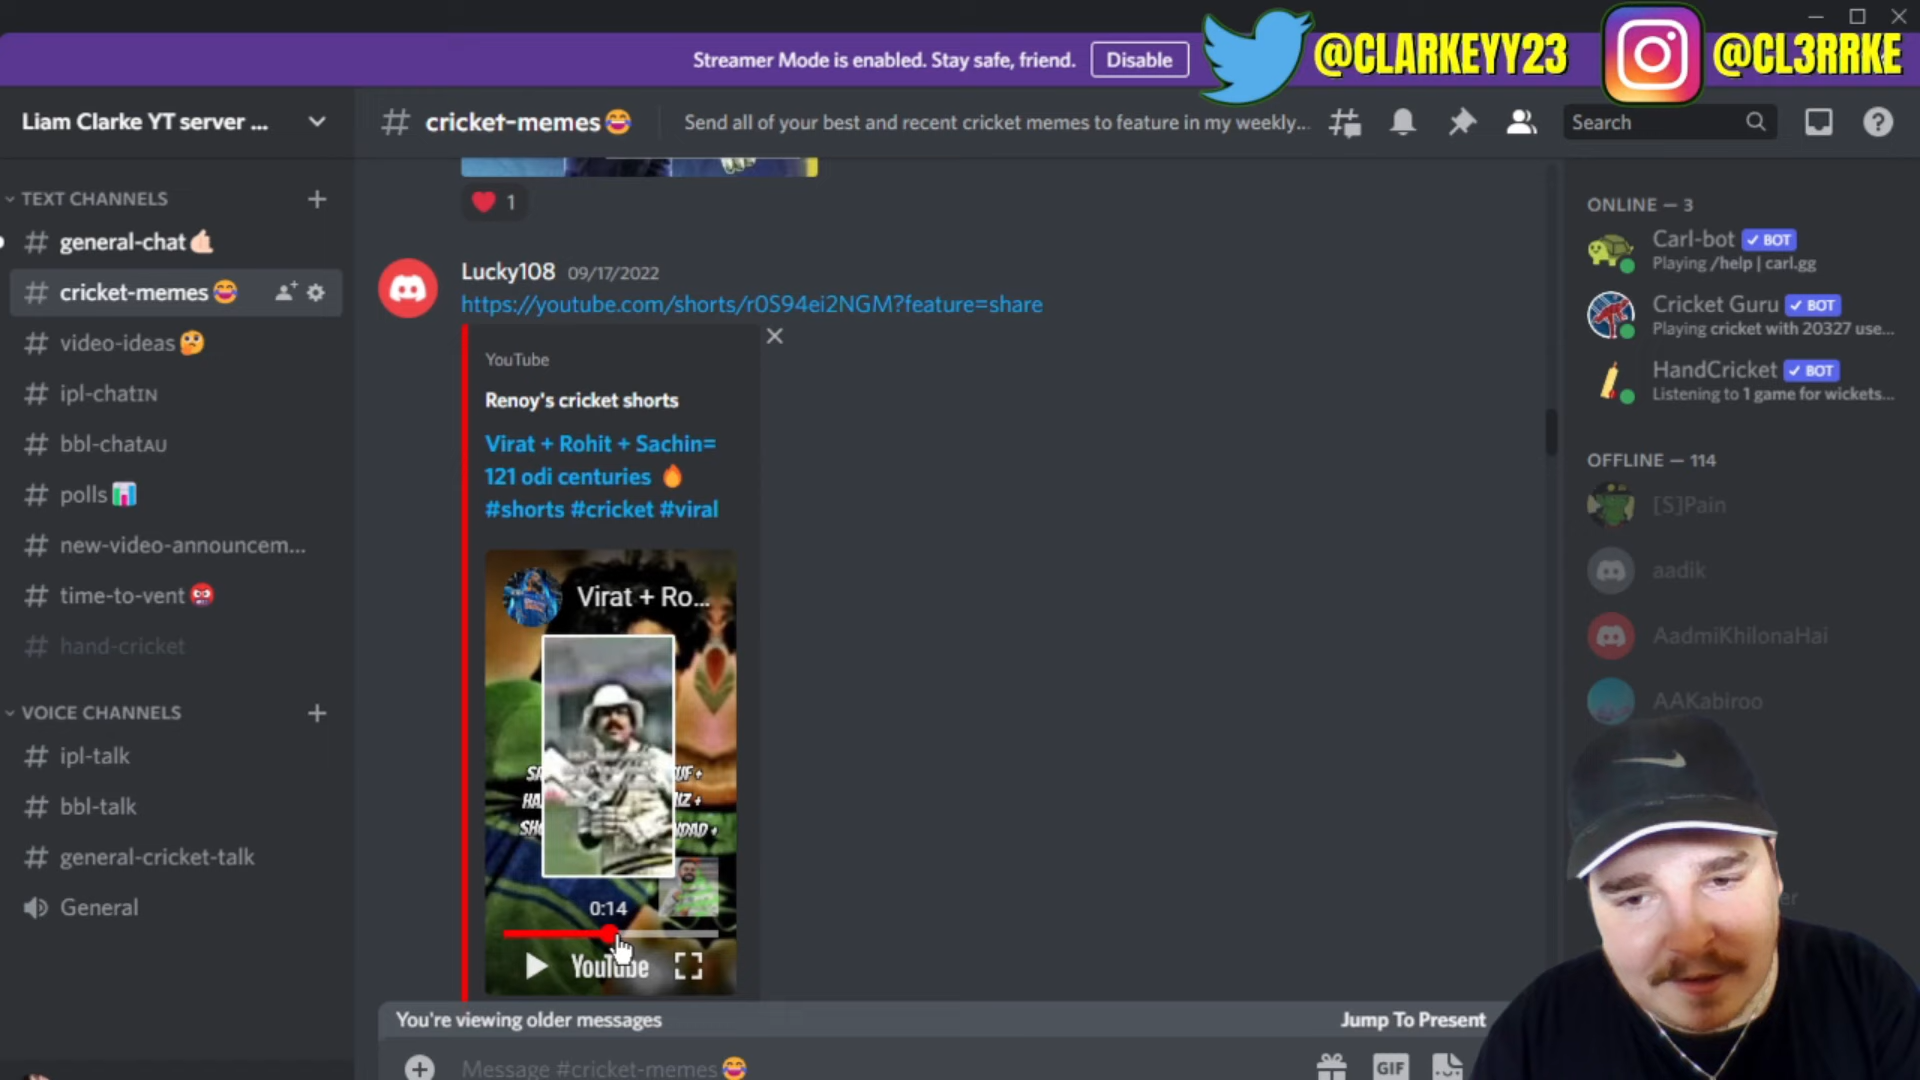 Streamer Mode is enabled. Stay safe, friend.
Disable
@CLARKEYY23
@CL3RRKE
Liam Clarke YT server ...
cricket-memes😂
Send all of your best and recent cricket memes to feature in my weekly...
Search
TEXT CHANNELS
general-chat🤙
cricket-memes😂
video-ideas🤔
ipl-chatIN
bbl-chatAU
polls📊
new-video-announcem...
time-to-vent🤬
hand-cricket
VOICE CHANNELS
ipl-talk
bbl-talk
general-cricket-talk
General
❤️ 1
Lucky108 09/17/2022
https://youtube.com/shorts/r0S94ei2NGM?feature=share
YouTube
Renoy's cricket shorts
Virat + Rohit + Sachin=
121 odi centuries 🔥
#shorts #cricket #viral
Virat + Ro...
0:14
YouTube
You're viewing older messages
Jump To Present
Message #cricket-memes😂
GIF
ONLINE — 3
Carl-bot ✓ BOT
Playing /help | carl.gg
Cricket Guru ✓ BOT
Playing cricket with 20327 use...
HandCricket ✓ BOT
Listening to 1 game for wickets...
OFFLINE — 114
[S]Pain
aadik
AadmiKhilonaHai
AAKabiroo